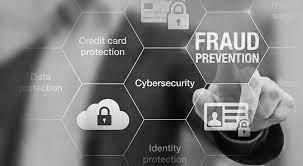 Credit card
protection
FRAUD
PREVENTION
Data
protection
Cybersecurity
Identity
protection